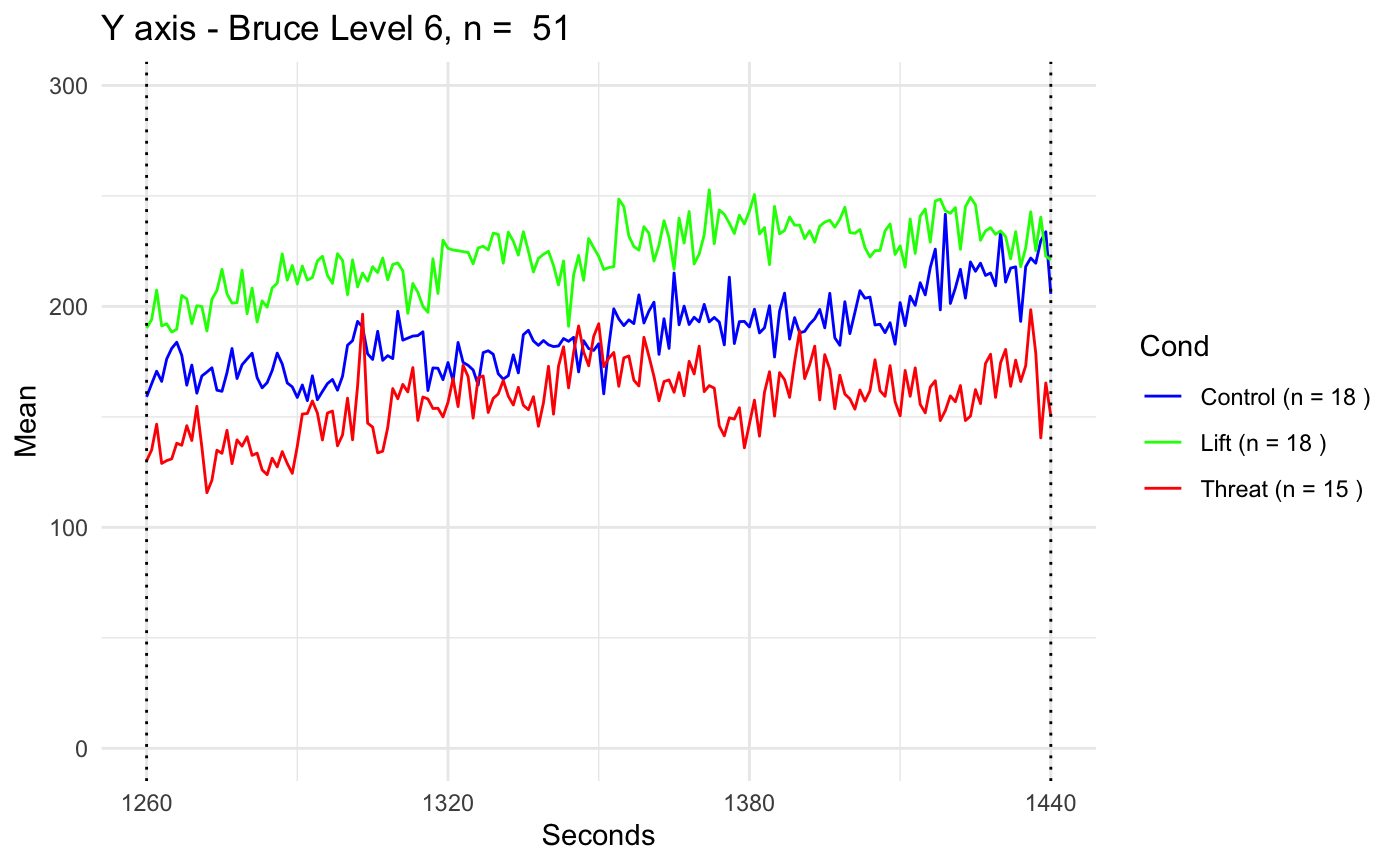 Y axis - Bruce Level 6, n =  51
300
200
100
0
Mean
1260
1320
1380
1440
Seconds
Cond
Control (n = 18 )
Lift (n = 18 )
Threat (n = 15 )